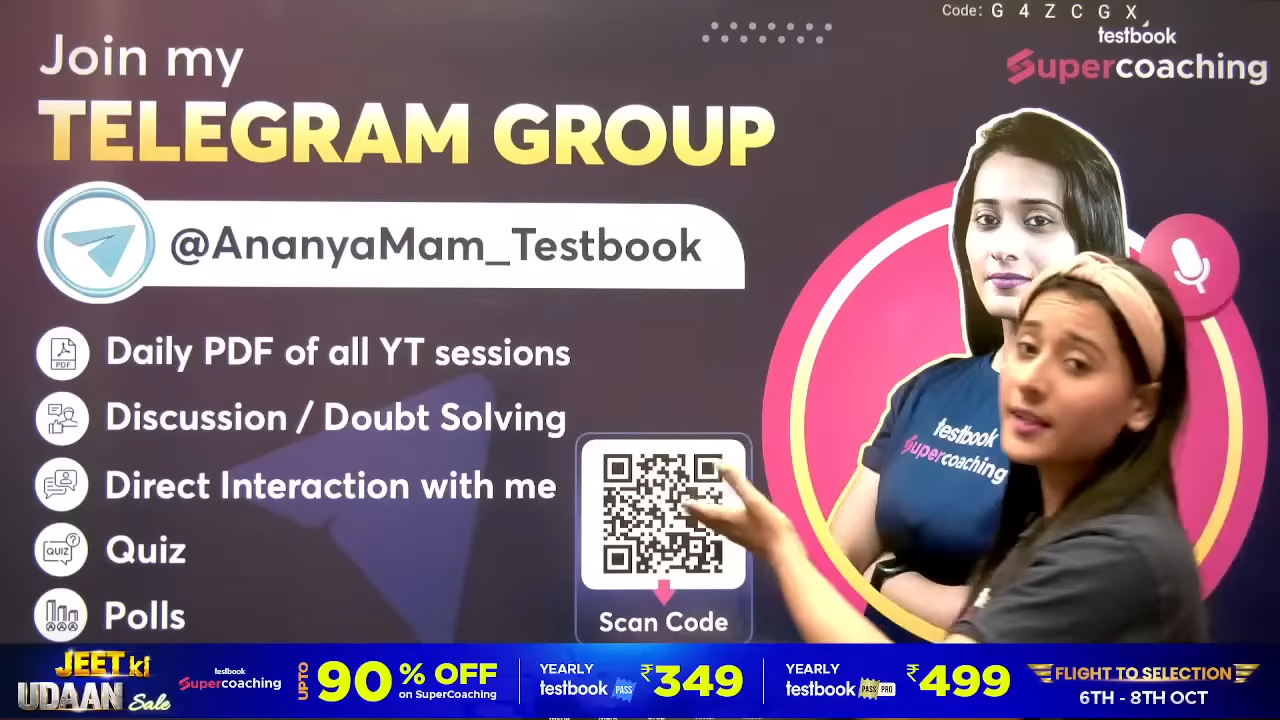 Code: G 4 Z C G X
testbook
Supercoaching
Join my
TELEGRAM GROUP
@AnanyaMam_Testbook
PDF
Daily PDF of all YT sessions
Discussion / Doubt Solving
Direct Interaction with me
QUIZ ?
Quiz
Polls
Scan Code
testbook
Supercoaching
JEET ki
UDAAN Sale
testbook
Supercoaching
UPTO 90% OFF
on SuperCoaching
YEARLY
testbook PASS
₹349
YEARLY
testbook PASS PRO
₹499
FLIGHT TO SELECTION
6TH - 8TH OCT